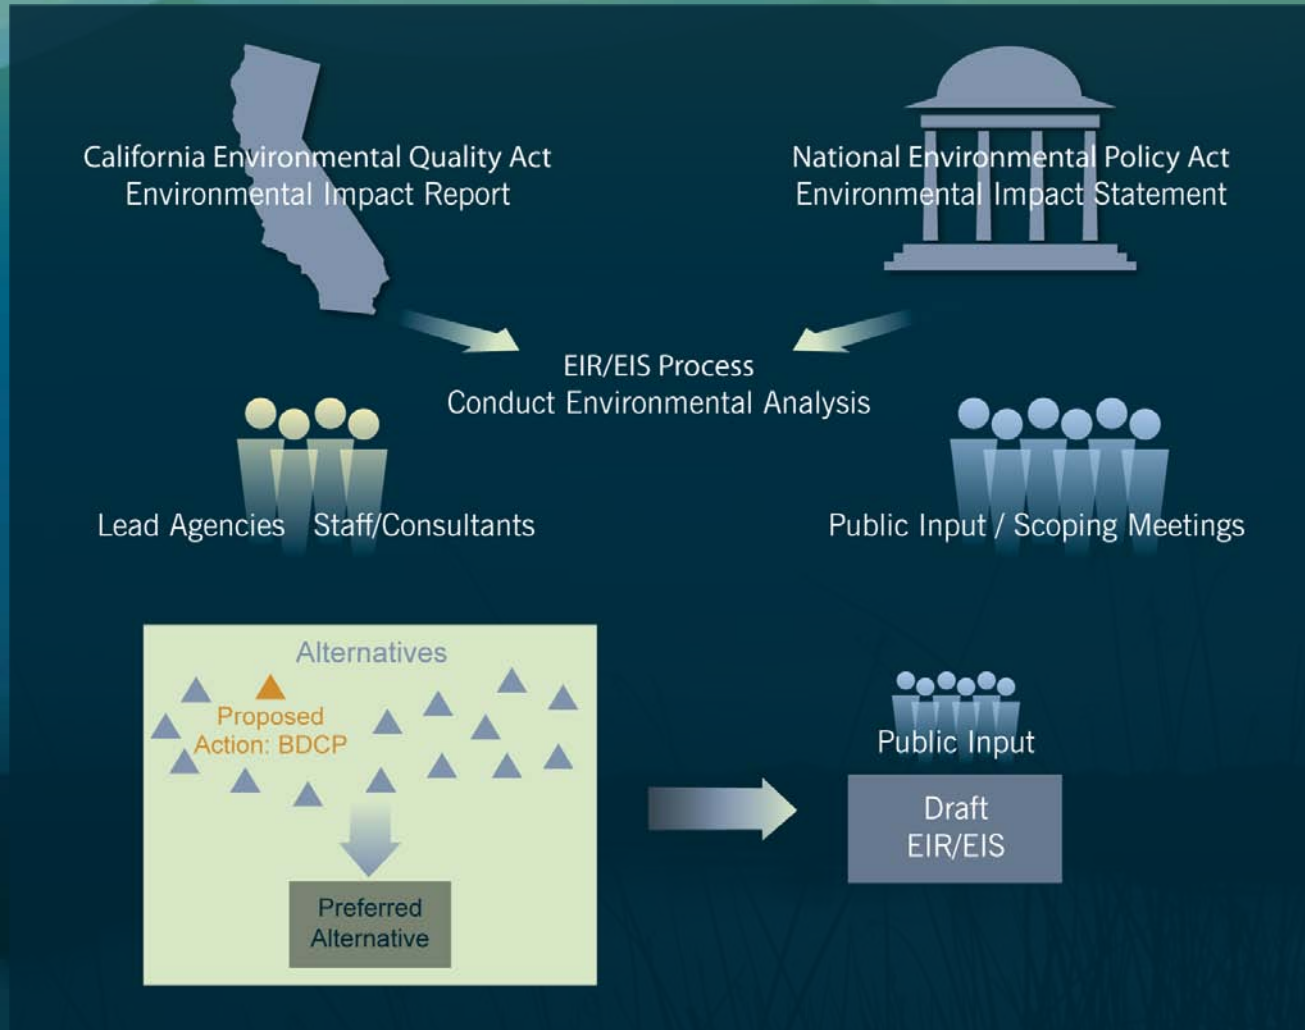 California Environmental Quality Act
Environmental Impact Report
National Environmental Policy Act
Environmental Impact Statement
EIR/EIS Process
Conduct Environmental Analysis
Lead Agencies Staff/Consultants
Public Input / Scoping Meetings
Alternatives
Proposed
Action: BDCP
Preferred
Alternative
Public Input
Draft
EIR/EIS